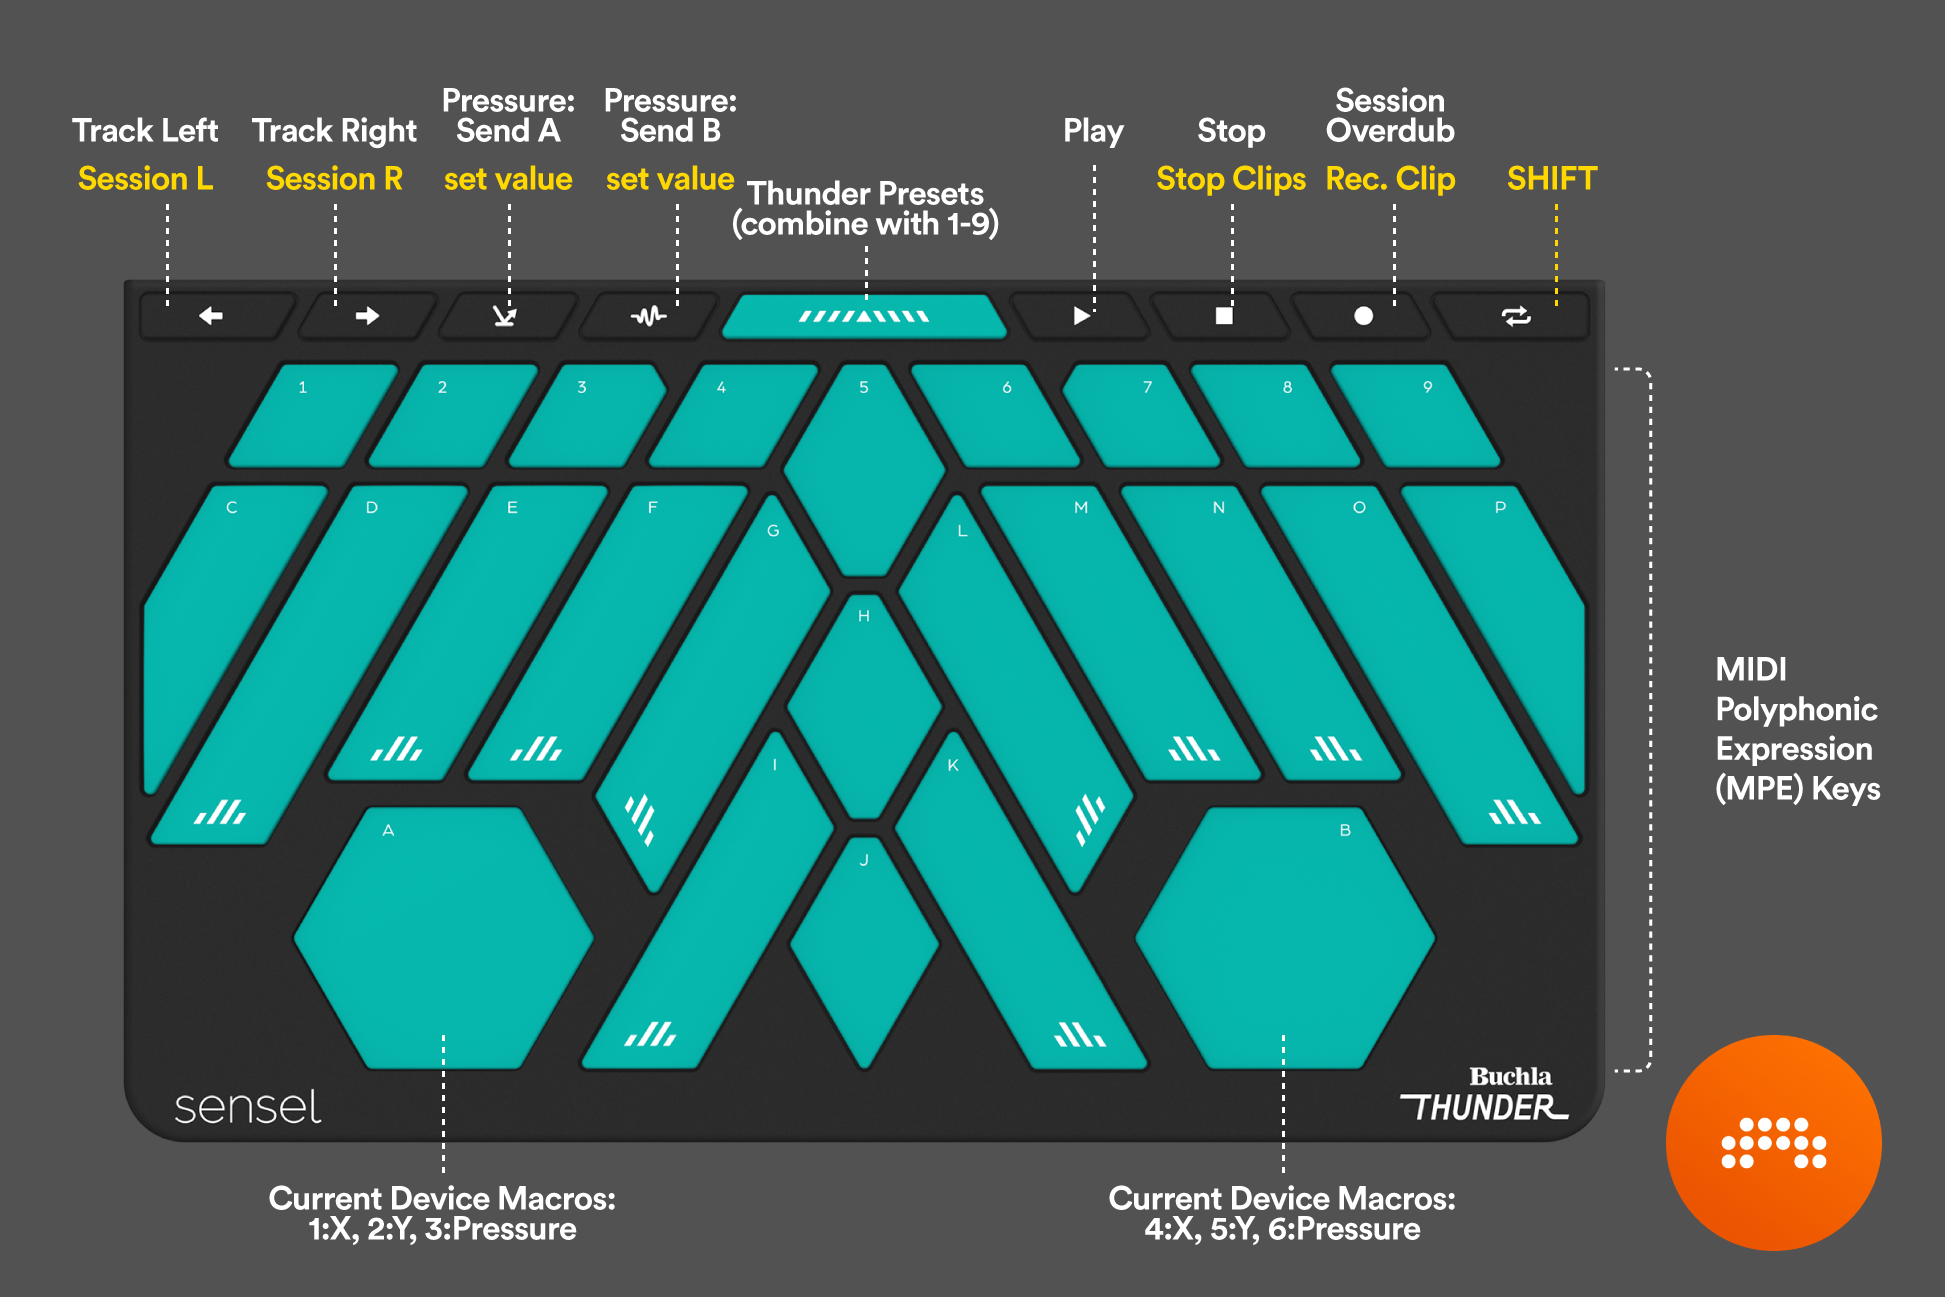 Track Left
Session L
Track Right
Session R
Pressure:
Send A
set value
Pressure:
Send B
set value
Thunder Presets
(combine with 1-9)
Play
Stop
Stop Clips
Session
Overdub
Rec. Clip
SHIFT
1
2
3
4
5
6
7
8
9
C
D
E
F
G
H
L
M
N
O
P
I
J
K
A
B
MIDI
Polyphonic
Expression
(MPE) Keys
sensel
Buchla
THUNDER
Current Device Macros:
1:X, 2:Y, 3:Pressure
Current Device Macros:
4:X, 5:Y, 6:Pressure